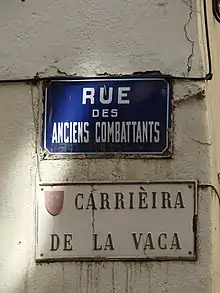 RUE
DES
ANCIENS COMBATTANTS
CARRIÈIRA
DE LA VACA